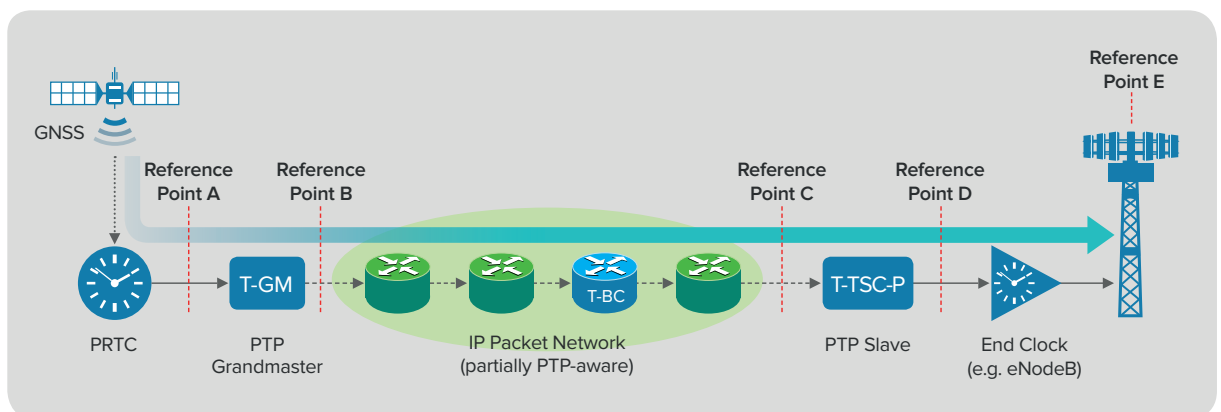 Reference
Point E
GNSS
Reference
Point A
Reference
Point B
Reference
Point C
Reference
Point D
T-GM
T-BC
T-TSC-P
PRTC
PTP
Grandmaster
IP Packet Network
(partially PTP-aware)
PTP Slave
End Clock
(e.g. eNodeB)